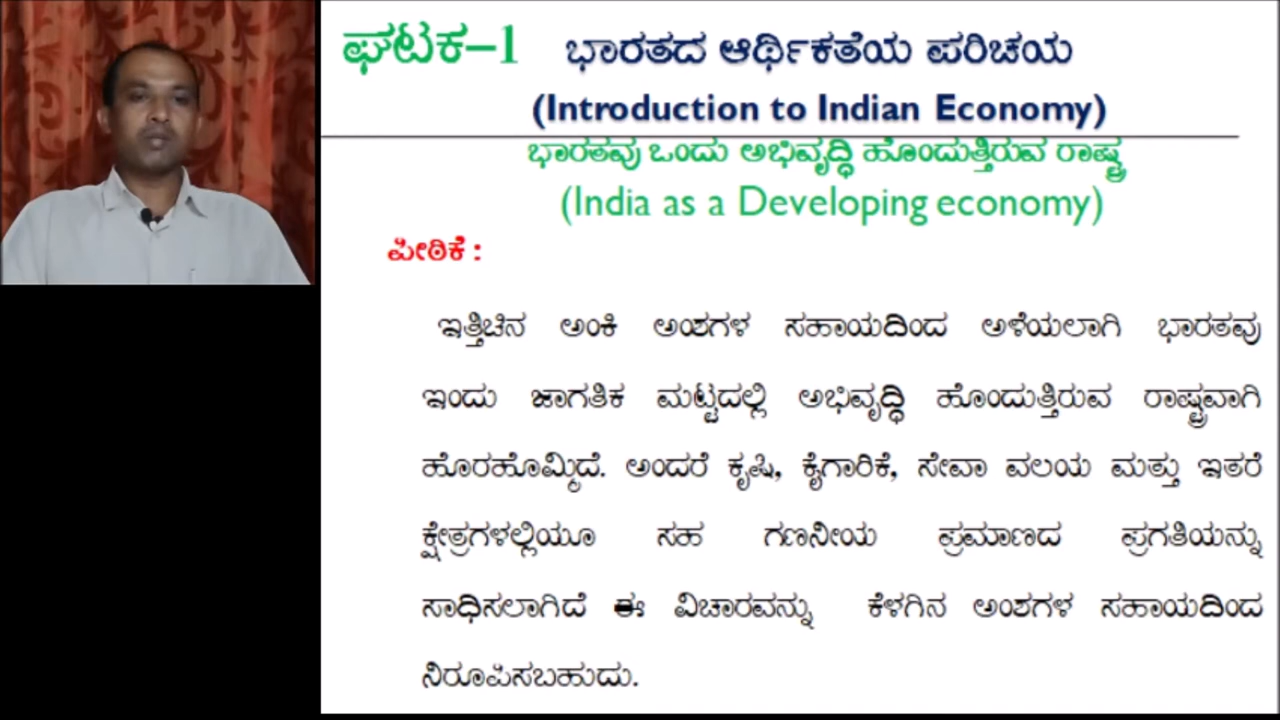 ಘಟಕ–1 ಭಾರತದ ಆರ್ಥಿಕತೆಯ ಪರಿಚಯ
(Introduction to Indian Economy)
ಭಾರತವು ಒಂದು ಅಭಿವೃದ್ಧಿ ಹೊಂದುತ್ತಿರುವ ರಾಷ್ಟ್ರ
(India as a Developing economy)
ಪೀಠಿಕೆ :
ಇತ್ತಿಚಿನ ಅಂಕಿ ಅಂಶಗಳ ಸಹಾಯದಿಂದ ಅಳೆಯಲಾಗಿ ಭಾರತವು
ಇಂದು ಜಾಗತಿಕ ಮಟ್ಟದಲ್ಲಿ ಅಭಿವೃದ್ಧಿ ಹೊಂದುತ್ತಿರುವ ರಾಷ್ಟ್ರವಾಗಿ
ಹೊರಹೊಮ್ಮಿದೆ. ಅಂದರೆ ಕೃಷಿ, ಕೈಗಾರಿಕೆ, ಸೇವಾ ವಲಯ ಮತ್ತು ಇತರೆ
ಕ್ಷೇತ್ರಗಳಲ್ಲಿಯೂ ಸಹ ಗಣನೀಯ ಪ್ರಮಾಣದ ಪ್ರಗತಿಯನ್ನು
ಸಾಧಿಸಲಾಗಿದೆ ಈ ವಿಚಾರವನ್ನು ಕೆಳಗಿನ ಅಂಶಗಳ ಸಹಾಯದಿಂದ
ನಿರೂಪಿಸಬಹುದು.